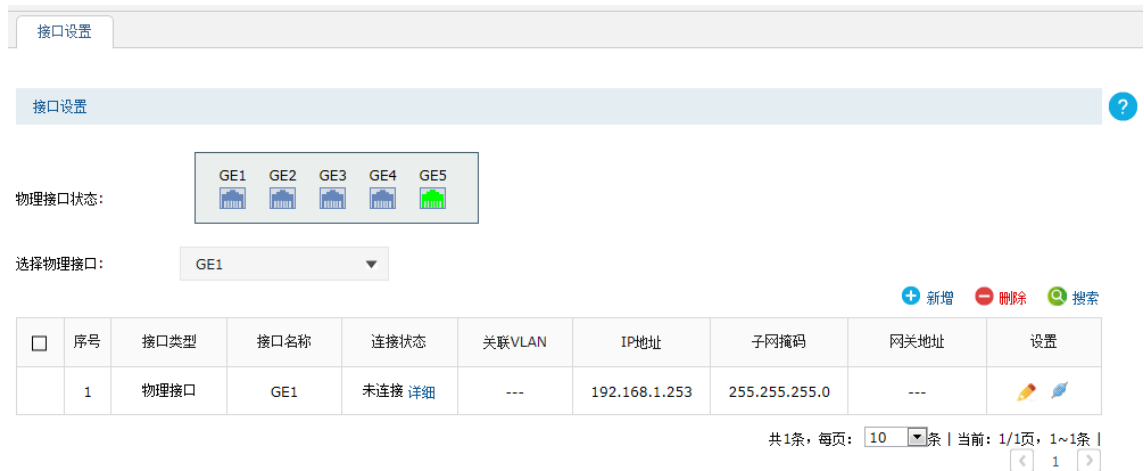 接口设置
接口设置
?
GE1 GE2 GE3 GE4 GE5
物理接口状态:
选择物理接口: GE1
新增 删除 搜索
序号 接口类型 接口名称 连接状态 关联VLAN IP地址 子网掩码 网关地址 设置
1 物理接口 GE1 未连接 详细 --- 192.168.1.253 255.255.255.0 ---
共1条，每页: 10 条 | 当前: 1/1页，1~1条 |
< 1 >